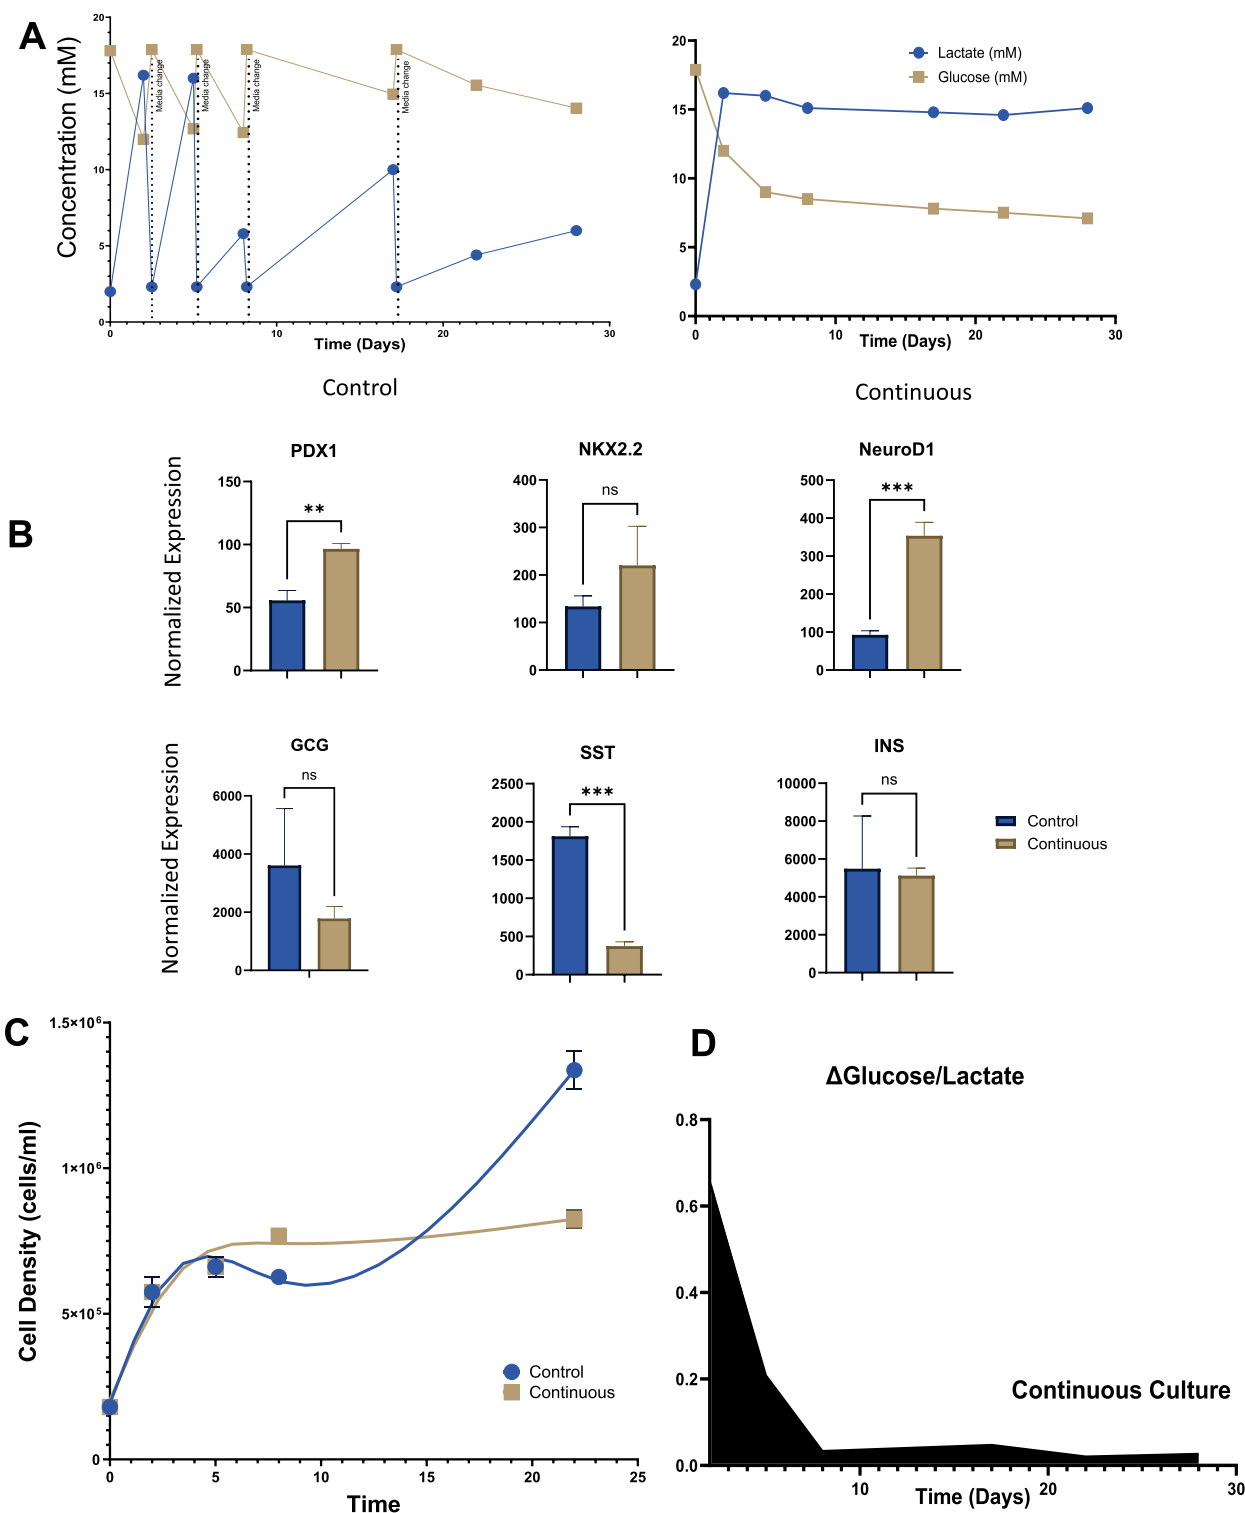 A
Concentration (mM)
20
15
10
5
0
Media change
Media change
Media change
Media change
0
10
20
30
Time (Days)
Control
20
15
10
5
0
Lactate (mM)
Glucose (mM)
0
10
20
30
Time (Days)
Continuous
B
Normalized Expression
PDX1
150
100
50
0
**
NKX2.2
400
300
200
100
0
ns
NeuroD1
500
400
300
200
100
0
***
Normalized Expression
GCG
6000
4000
2000
0
ns
SST
2500
2000
1500
1000
500
0
***
INS
10000
8000
6000
4000
2000
0
ns
Control
Continuous
C
Cell Density (cells/ml)
1.5×10⁶
1×10⁶
5×10⁵
0
Control
Continuous
0
5
10
15
20
25
Time
D
ΔGlucose/Lactate
0.8
0.6
0.4
0.2
0.0
Continuous Culture
10
20
30
Time (Days)